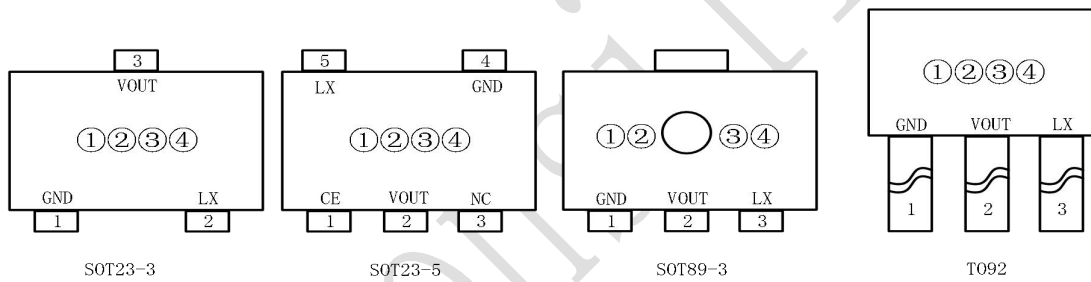 3
VOUT
①②③④
GND LX
1 2
SOT23-3
5 4
LX GND
①②③④
CE VOUT NC
1 2 3
SOT23-5
①② ③④
GND VOUT LX
1 2 3
SOT89-3
①②③④
GND VOUT LX
1 2 3
TO92